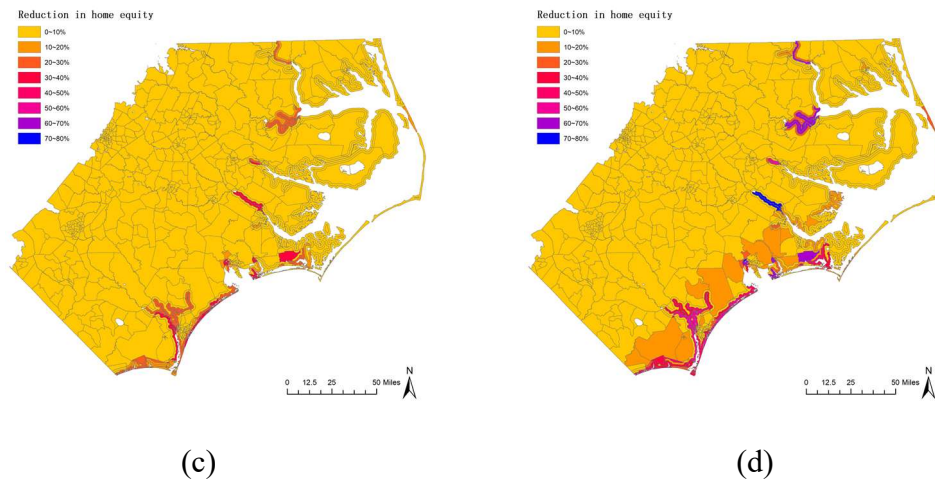 Reduction in home equity
0~10%
10~20%
20~30%
30~40%
40~50%
50~60%
60~70%
70~80%
N
0 12.5 25 50 Miles
(c)
Reduction in home equity
0~10%
10~20%
20~30%
30~40%
40~50%
50~60%
60~70%
70~80%
N
0 12.5 25 50 Miles
(d)